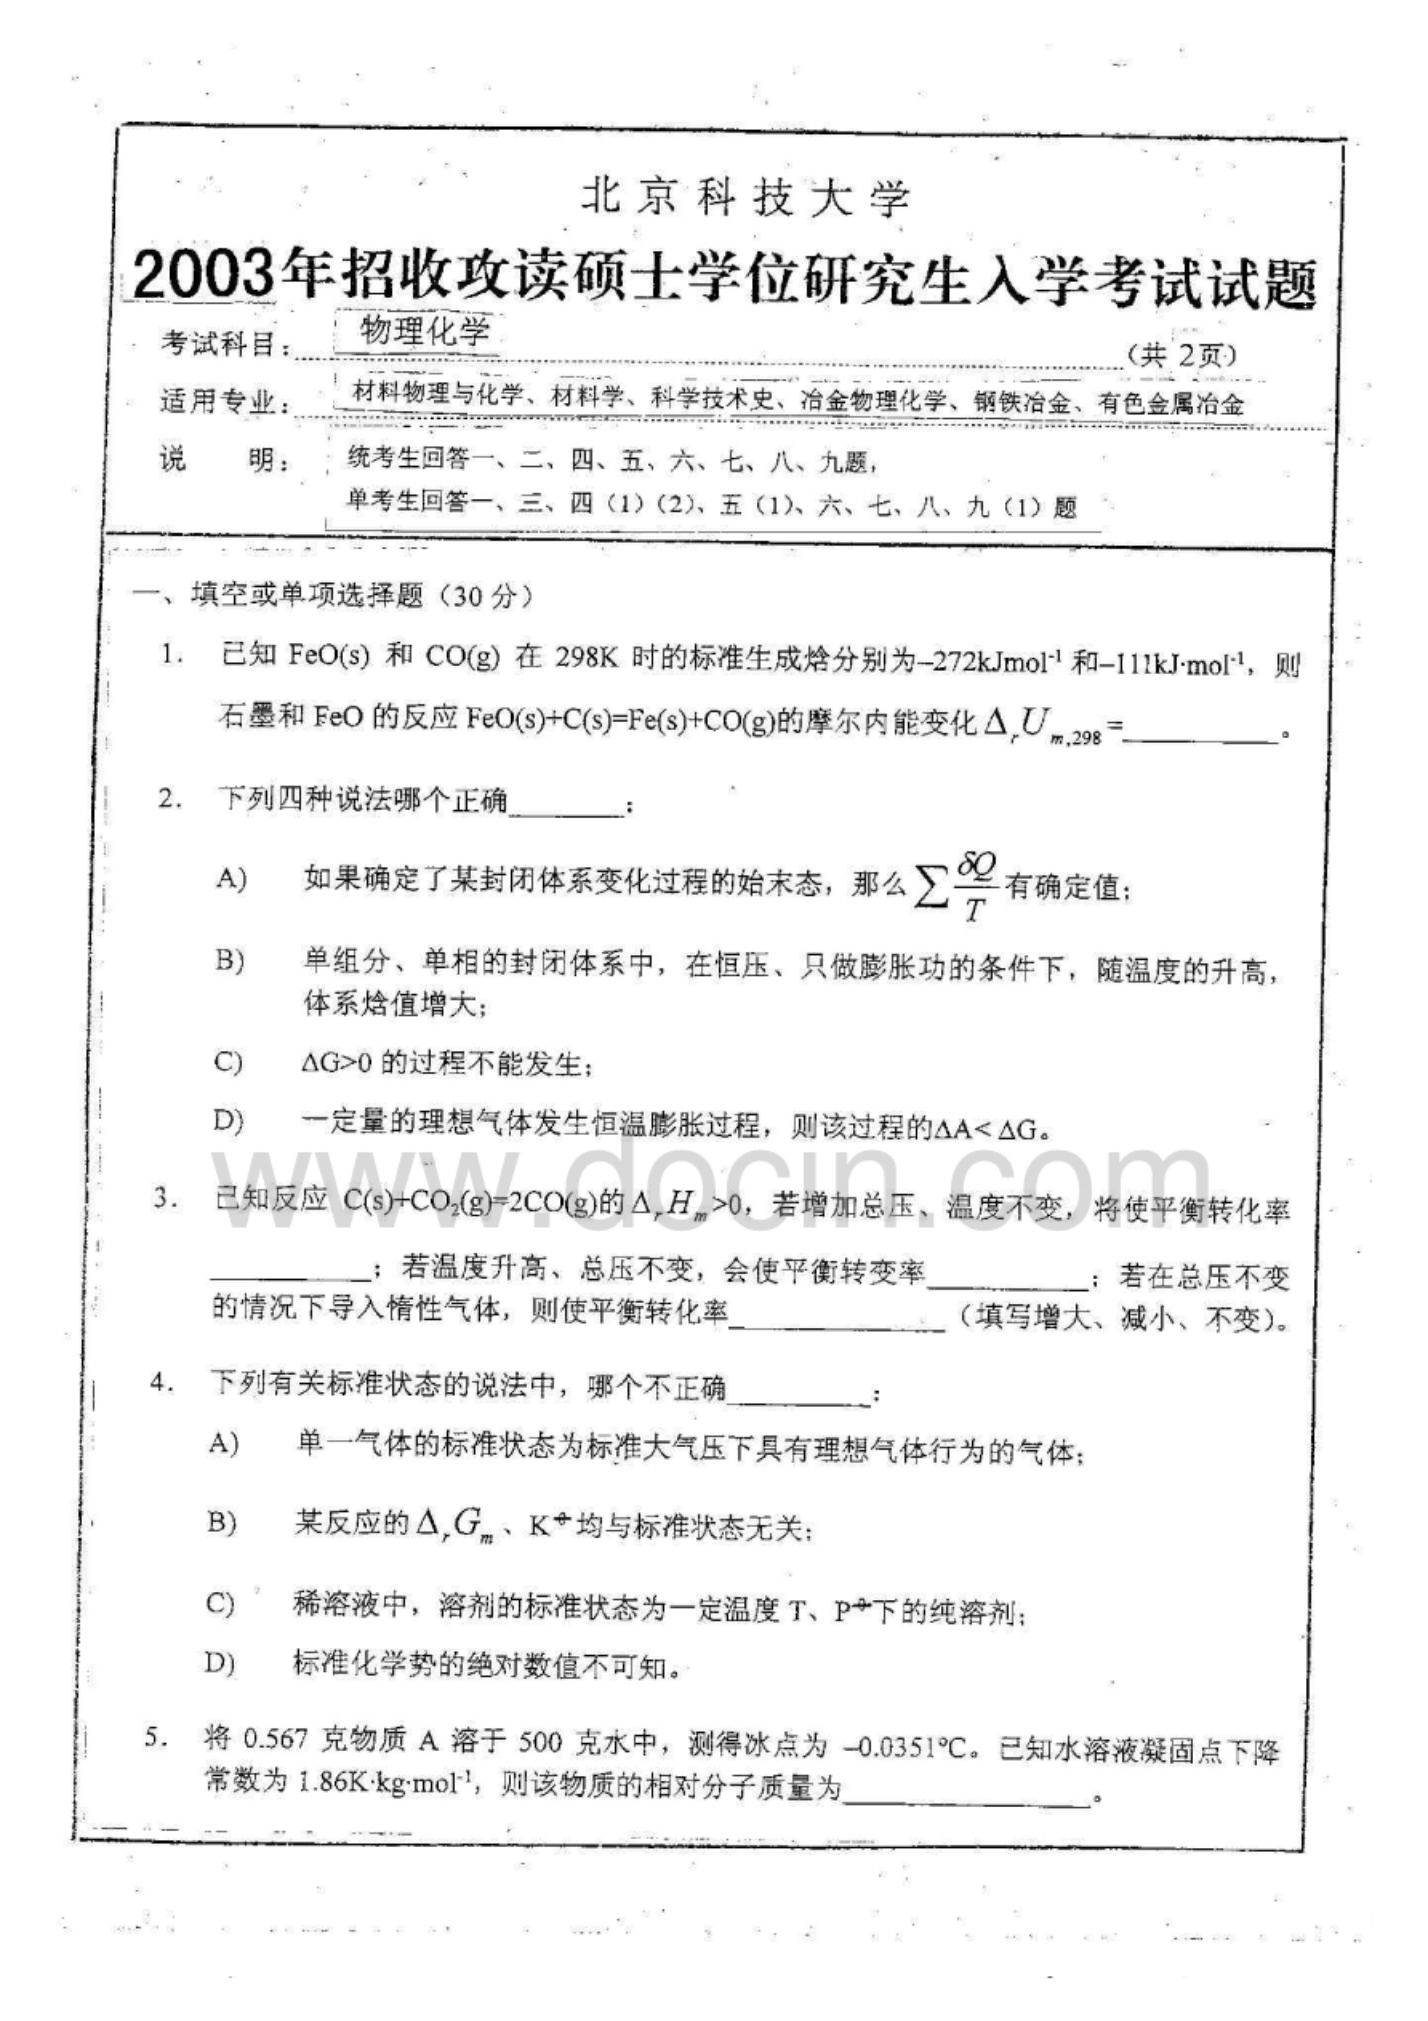 北京科技大学
2003年招收攻读硕士学位研究生入学考试试题
考试科目： 物理化学 （共 2页）
适用专业： 材料物理与化学、材料学、科学技术史、冶金物理化学、钢铁冶金、有色金属冶金
说 明： 统考生回答一、二、四、五、六、七、八、九题，
单考生回答一、三、四（1）（2）、五（1）、六、七、八、九（1）题
一、填空或单项选择题（30 分）
1. 已知 FeO(s) 和 CO(g) 在 298K 时的标准生成焓分别为–272kJmol⁻¹ 和–111kJ·mol⁻¹，则
石墨和 FeO 的反应 FeO(s)+C(s)=Fe(s)+CO(g)的摩尔内能变化 ΔᵣU m,298 =__________。
2. 下列四种说法哪个正确________：
A) 如果确定了某封闭体系变化过程的始末态，那么 ∑ δQ/T 有确定值；
B) 单组分、单相的封闭体系中，在恒压、只做膨胀功的条件下，随温度的升高，
体系焓值增大；
C) ΔG>0 的过程不能发生；
D) 一定量的理想气体发生恒温膨胀过程，则该过程的ΔA< ΔG。
www.docin.com
3. 已知反应 C(s)+CO₂(g)=2CO(g)的 ΔᵣHₘ>0，若增加总压、温度不变，将使平衡转化率
__________；若温度升高、总压不变，会使平衡转变率__________；若在总压不变
的情况下导入惰性气体，则使平衡转化率______________（填写增大、减小、不变）。
4. 下列有关标准状态的说法中，哪个不正确_________：
A) 单一气体的标准状态为标准大气压下具有理想气体行为的气体；
B) 某反应的 ΔᵣGₘ、K⊖均与标准状态无关；
C) 稀溶液中，溶剂的标准状态为一定温度 T、P⊖下的纯溶剂；
D) 标准化学势的绝对数值不可知。
5. 将 0.567 克物质 A 溶于 500 克水中，测得冰点为 –0.0351℃。已知水溶液凝固点下降
常数为 1.86K·kg·mol⁻¹，则该物质的相对分子质量为________________。